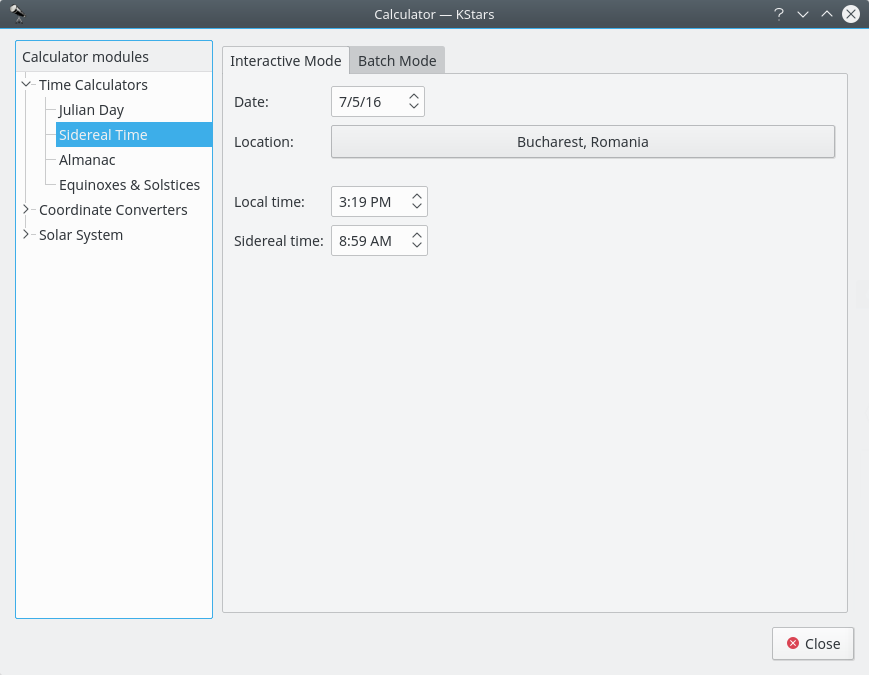 Calculator — KStars
?
Calculator modules
Time Calculators
Julian Day
Sidereal Time
Almanac
Equinoxes & Solstices
Coordinate Converters
Solar System
Interactive Mode Batch Mode
Date: 7/5/16
Location: Bucharest, Romania
Local time: 3:19 PM
Sidereal time: 8:59 AM
Close